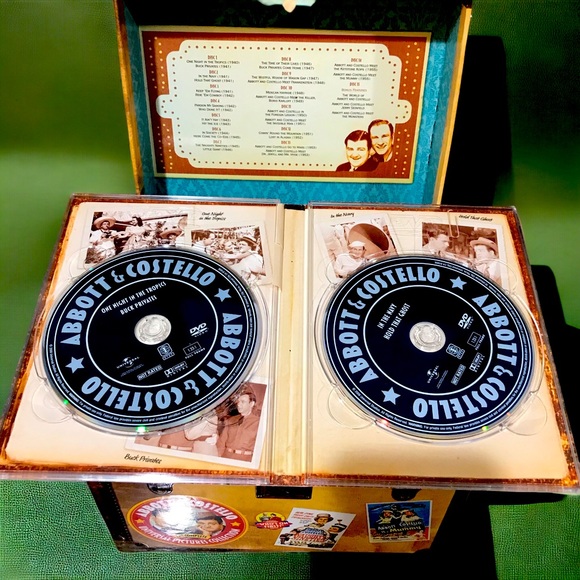 DISC 1
ONE NIGHT IN THE TROPICS (1940)
BUCK PRIVATES (1941)
DISC 2
IN THE NAVY (1941)
HOLD THAT GHOST (1941)
DISC 3
KEEP 'EM FLYING (1941)
RIDE 'EM COWBOY (1942)
DISC 4
PARDON MY SARONG (1942)
WHO DONE IT? (1942)
DISC 5
IT AIN'T HAY (1943)
HIT THE ICE (1943)
DISC 6
IN SOCIETY (1944)
HERE COME THE CO-EDS (1945)
DISC 7
THE NAUGHTY NINETIES (1945)
LITTLE GIANT (1946)
DISC 8
THE TIME OF THEIR LIVES (1946)
BUCK PRIVATES COME HOME (1947)
DISC 9
THE WISTFUL WIDOW OF WAGON GAP (1947)
ABBOTT AND COSTELLO MEET FRANKENSTEIN (1948)
DISC 10
MEXICAN HAYRIDE (1948)
ABBOTT AND COSTELLO MEET THE KILLER,
BORIS KARLOFF (1949)
DISC 11
ABBOTT AND COSTELLO IN
THE FOREIGN LEGION (1950)
ABBOTT AND COSTELLO MEET
THE INVISIBLE MAN (1951)
DISC 12
COMIN' ROUND THE MOUNTAIN (1951)
LOST IN ALASKA (1952)
DISC 13
ABBOTT AND COSTELLO GO TO MARS (1953)
ABBOTT AND COSTELLO MEET
DR. JEKYLL AND MR. HYDE (1953)
DISC 14
ABBOTT AND COSTELLO MEET
THE KEYSTONE KOPS (1955)
ABBOTT AND COSTELLO MEET
THE MUMMY (1955)
DISC 15
BONUS FEATURES
THE WORLD OF
ABBOTT AND COSTELLO
ABBOTT AND COSTELLO MEET
JERRY SEINFELD
ABBOTT AND COSTELLO MEET
THE MONSTERS
One Night
in the Tropics
ABBOTT & COSTELLO
ONE NIGHT IN THE TROPICS
BUCK PRIVATES
DVD
UNIVERSAL
NOT RATED
DOLBY
ABBOTT & COSTELLO
Buck Privates
In the Navy
Hold That Ghost
ABBOTT & COSTELLO
IN THE NAVY
HOLD THAT GHOST
DVD
UNIVERSAL
NOT RATED
DOLBY
ABBOTT & COSTELLO
ABBOTT & COSTELLO
UNIVERSAL PICTURES COLLECTION
WHO'S ON
FIRST?
Mummy